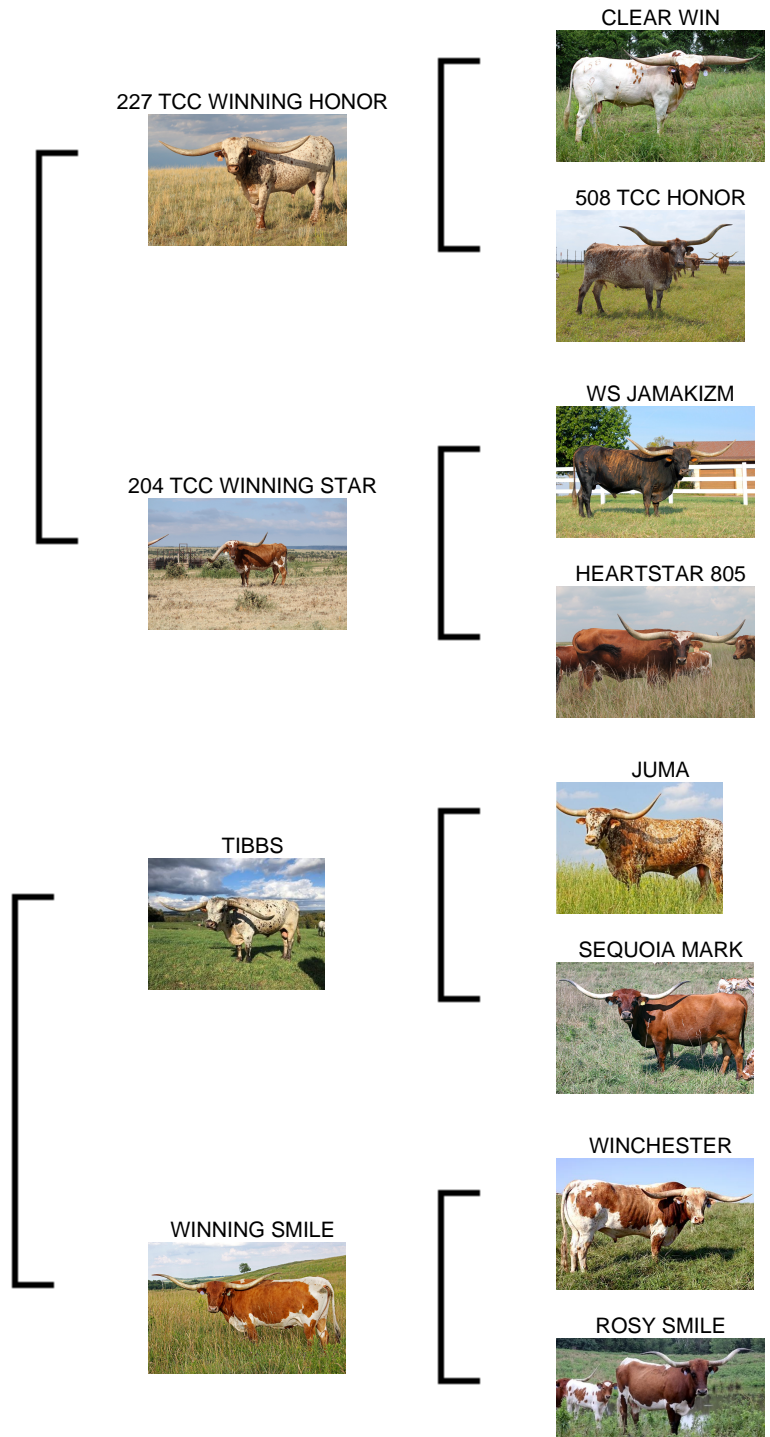 CLEAR WIN
227 TCC WINNING HONOR
508 TCC HONOR
WS JAMAKIZM
204 TCC WINNING STAR
HEARTSTAR 805
JUMA
TIBBS
SEQUOIA MARK
WINCHESTER
WINNING SMILE
ROSY SMILE